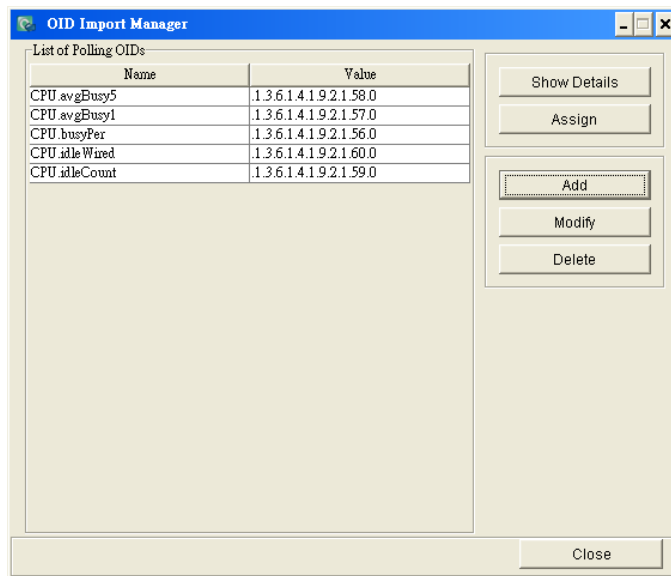 OID Import Manager
List of Polling OIDs
Name Value
CPU.avgBusy5 .1.3.6.1.4.1.9.2.1.58.0
CPU.avgBusy1 .1.3.6.1.4.1.9.2.1.57.0
CPU.busyPer .1.3.6.1.4.1.9.2.1.56.0
CPU.idleWired .1.3.6.1.4.1.9.2.1.60.0
CPU.idleCount .1.3.6.1.4.1.9.2.1.59.0
Show Details
Assign
Add
Modify
Delete
Close